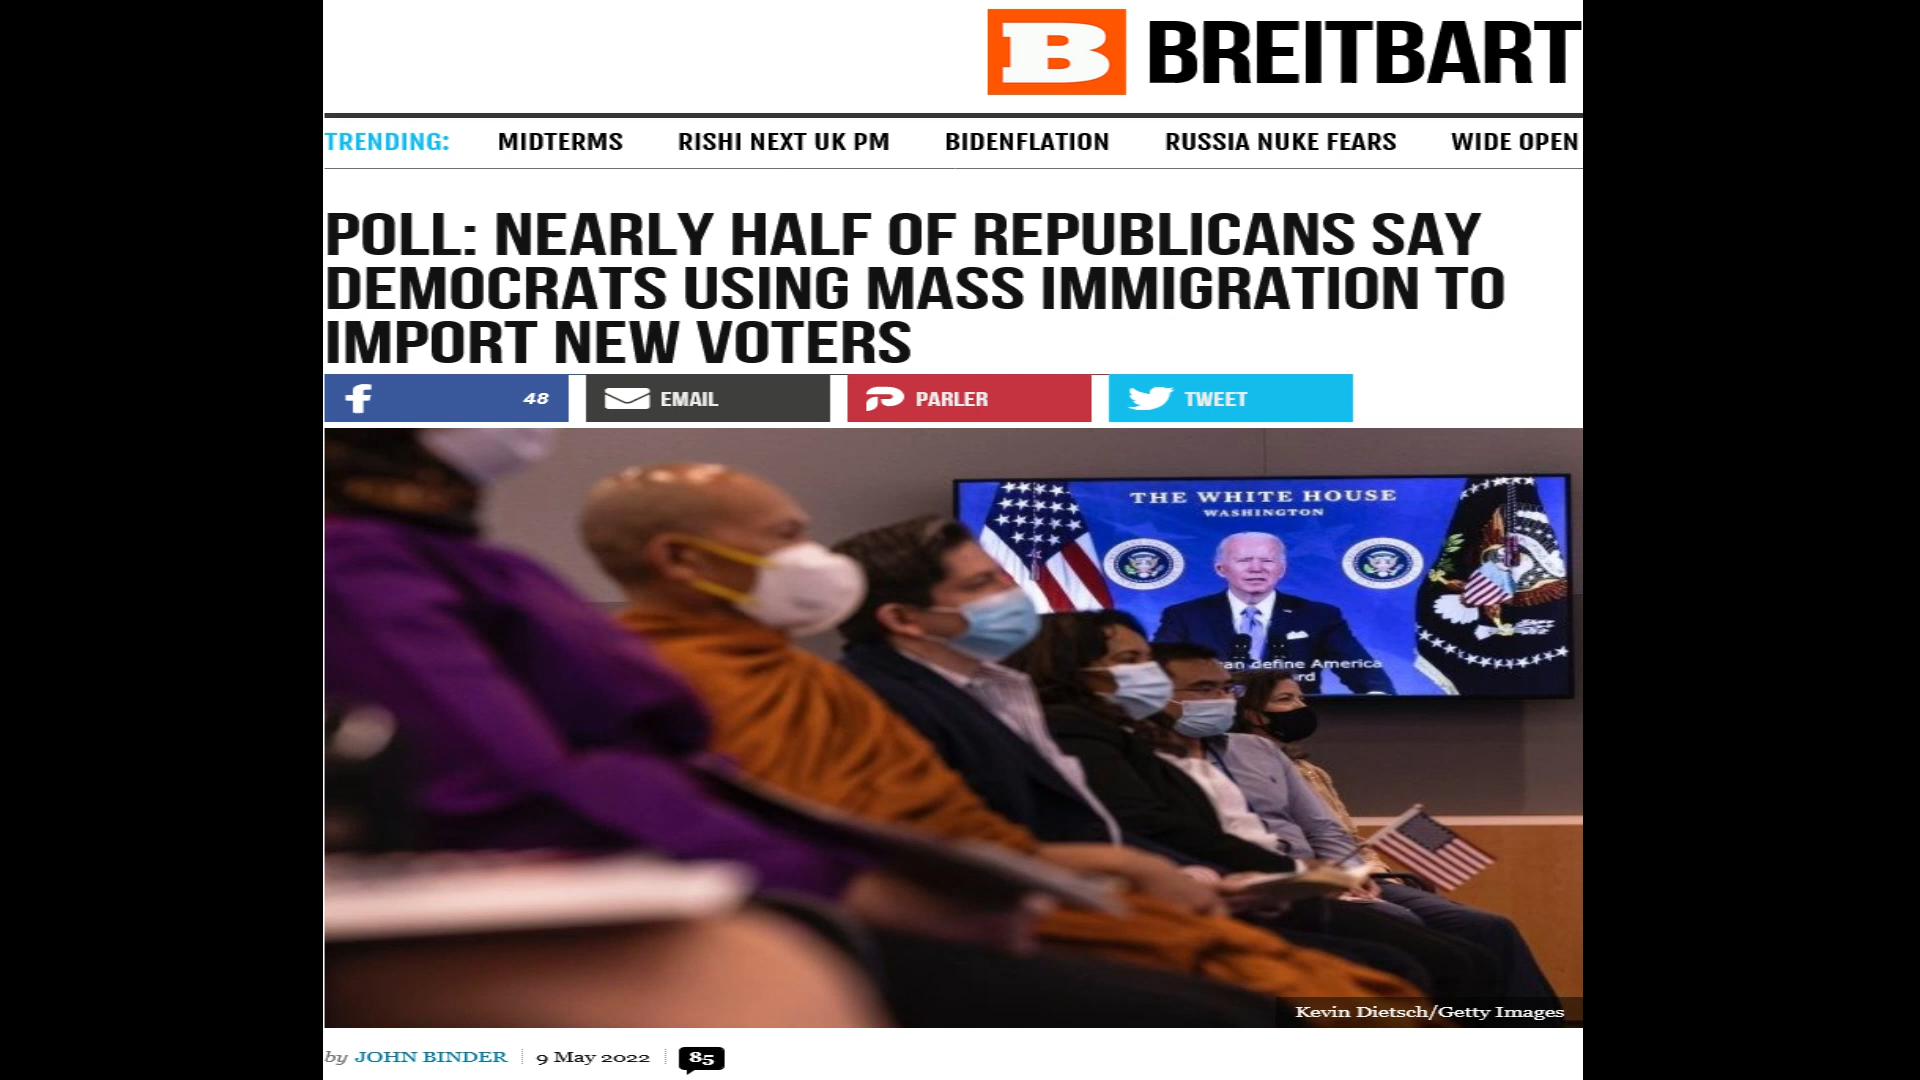 B BREITBART
TRENDING: MIDTERMS RISHI NEXT UK PM BIDENFLATION RUSSIA NUKE FEARS WIDE OPEN
POLL: NEARLY HALF OF REPUBLICANS SAY
DEMOCRATS USING MASS IMMIGRATION TO
IMPORT NEW VOTERS
f 48 EMAIL PARLER TWEET
THE WHITE HOUSE
WASHINGTON
an define America
rd
Kevin Dietsch/Getty Images
by JOHN BINDER 9 May 2022 85